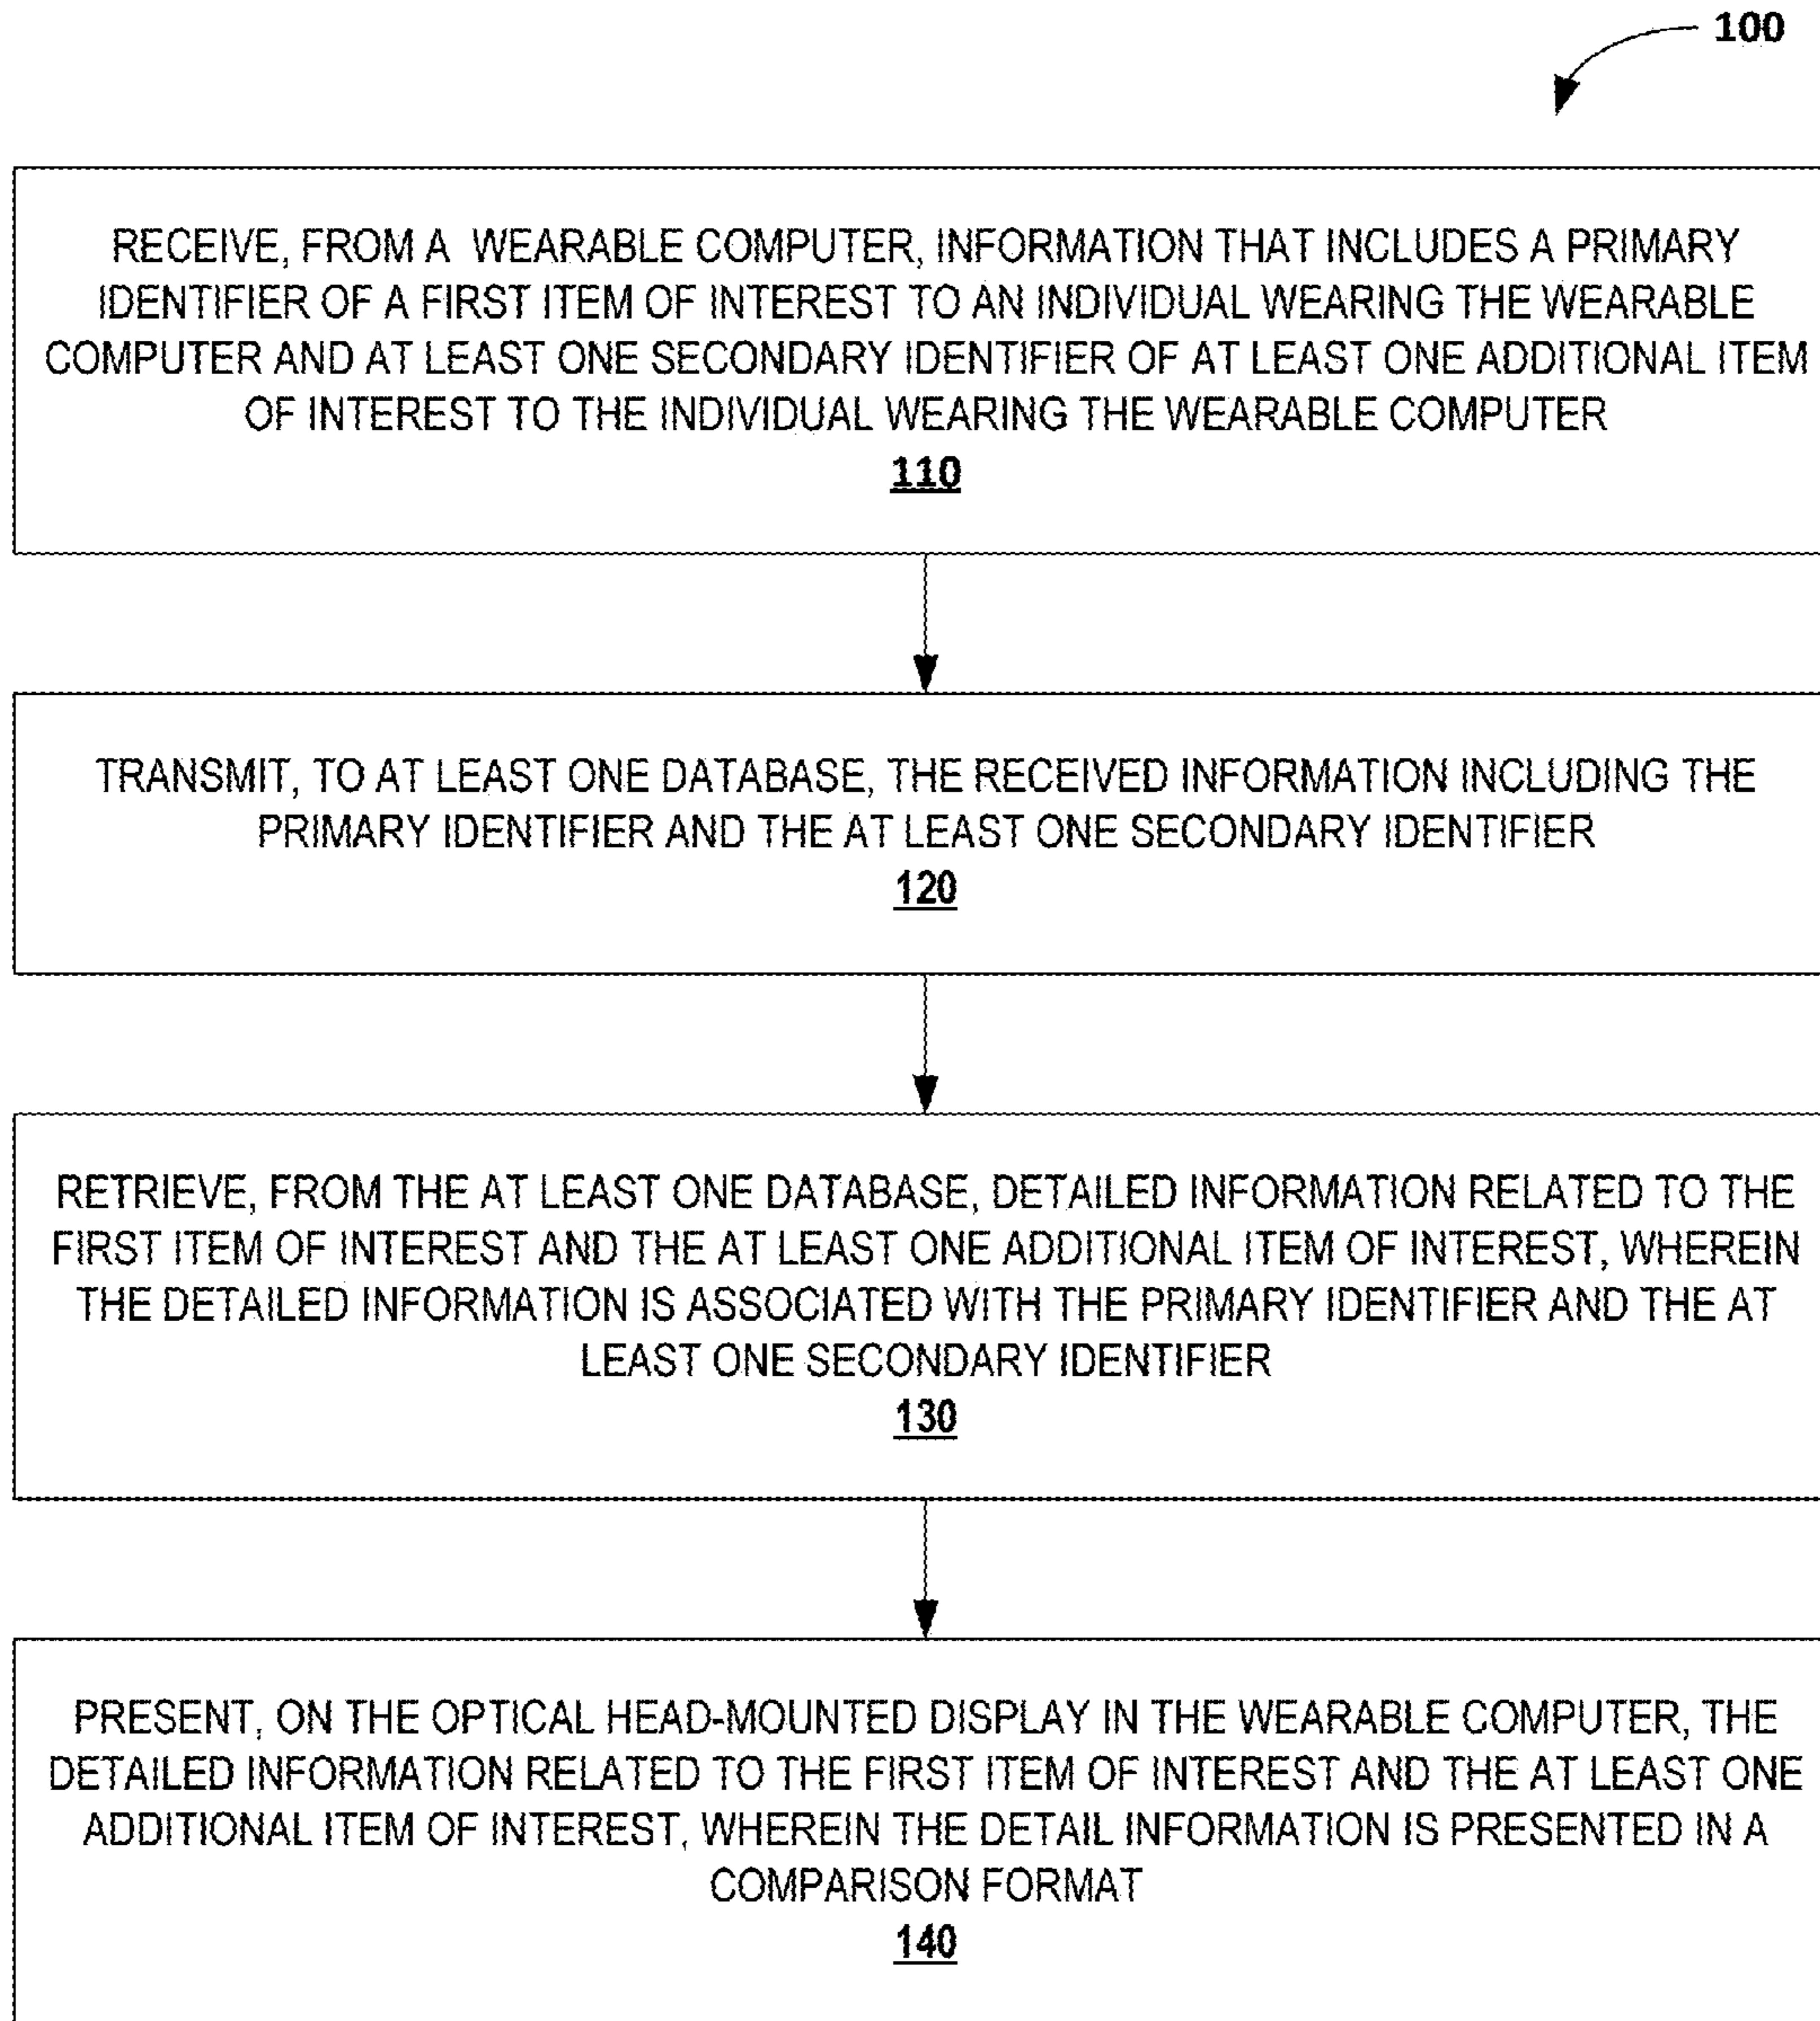 100
RECEIVE, FROM A WEARABLE COMPUTER, INFORMATION THAT INCLUDES A PRIMARY
IDENTIFIER OF A FIRST ITEM OF INTEREST TO AN INDIVIDUAL WEARING THE WEARABLE
COMPUTER AND AT LEAST ONE SECONDARY IDENTIFIER OF AT LEAST ONE ADDITIONAL ITEM
OF INTEREST TO THE INDIVIDUAL WEARING THE WEARABLE COMPUTER
110
TRANSMIT, TO AT LEAST ONE DATABASE, THE RECEIVED INFORMATION INCLUDING THE
PRIMARY IDENTIFIER AND THE AT LEAST ONE SECONDARY IDENTIFIER
120
RETRIEVE, FROM THE AT LEAST ONE DATABASE, DETAILED INFORMATION RELATED TO THE
FIRST ITEM OF INTEREST AND THE AT LEAST ONE ADDITIONAL ITEM OF INTEREST, WHEREIN
THE DETAILED INFORMATION IS ASSOCIATED WITH THE PRIMARY IDENTIFIER AND THE AT
LEAST ONE SECONDARY IDENTIFIER
130
PRESENT, ON THE OPTICAL HEAD-MOUNTED DISPLAY IN THE WEARABLE COMPUTER, THE
DETAILED INFORMATION RELATED TO THE FIRST ITEM OF INTEREST AND THE AT LEAST ONE
ADDITIONAL ITEM OF INTEREST, WHEREIN THE DETAIL INFORMATION IS PRESENTED IN A
COMPARISON FORMAT
140